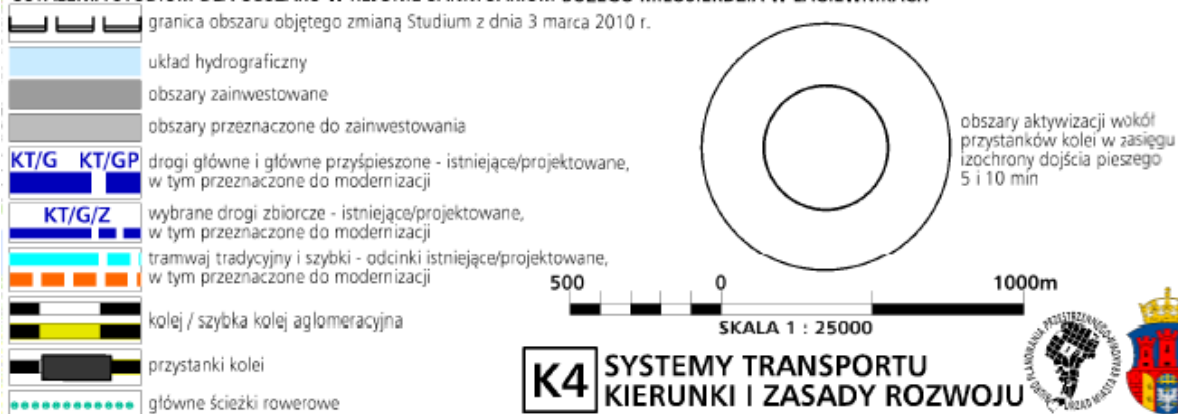 granica obszaru objętego zmianą Studium z dnia 3 marca 2010 r.
układ hydrograficzny
obszary zainwestowane
obszary przeznaczone do zainwestowania
KT/G KT/GP
drogi główne i główne przyśpieszone - istniejące/projektowane,
w tym przeznaczone do modernizacji
KT/G/Z
wybrane drogi zbiorcze - istniejące/projektowane,
w tym przeznaczone do modernizacji
tramwaj tradycyjny i szybki - odcinki istniejące/projektowane,
w tym przeznaczone do modernizacji
kolej / szybka kolej aglomeracyjna
przystanki kolei
główne ścieżki rowerowe
obszary aktywizacji wokół
przystanków kolei w zasięgu
izochrony dojścia pieszego
5 i 10 min
500 0 1000m
SKALA 1 : 25000
K4 SYSTEMY TRANSPORTU
KIERUNKI I ZASADY ROZWOJU